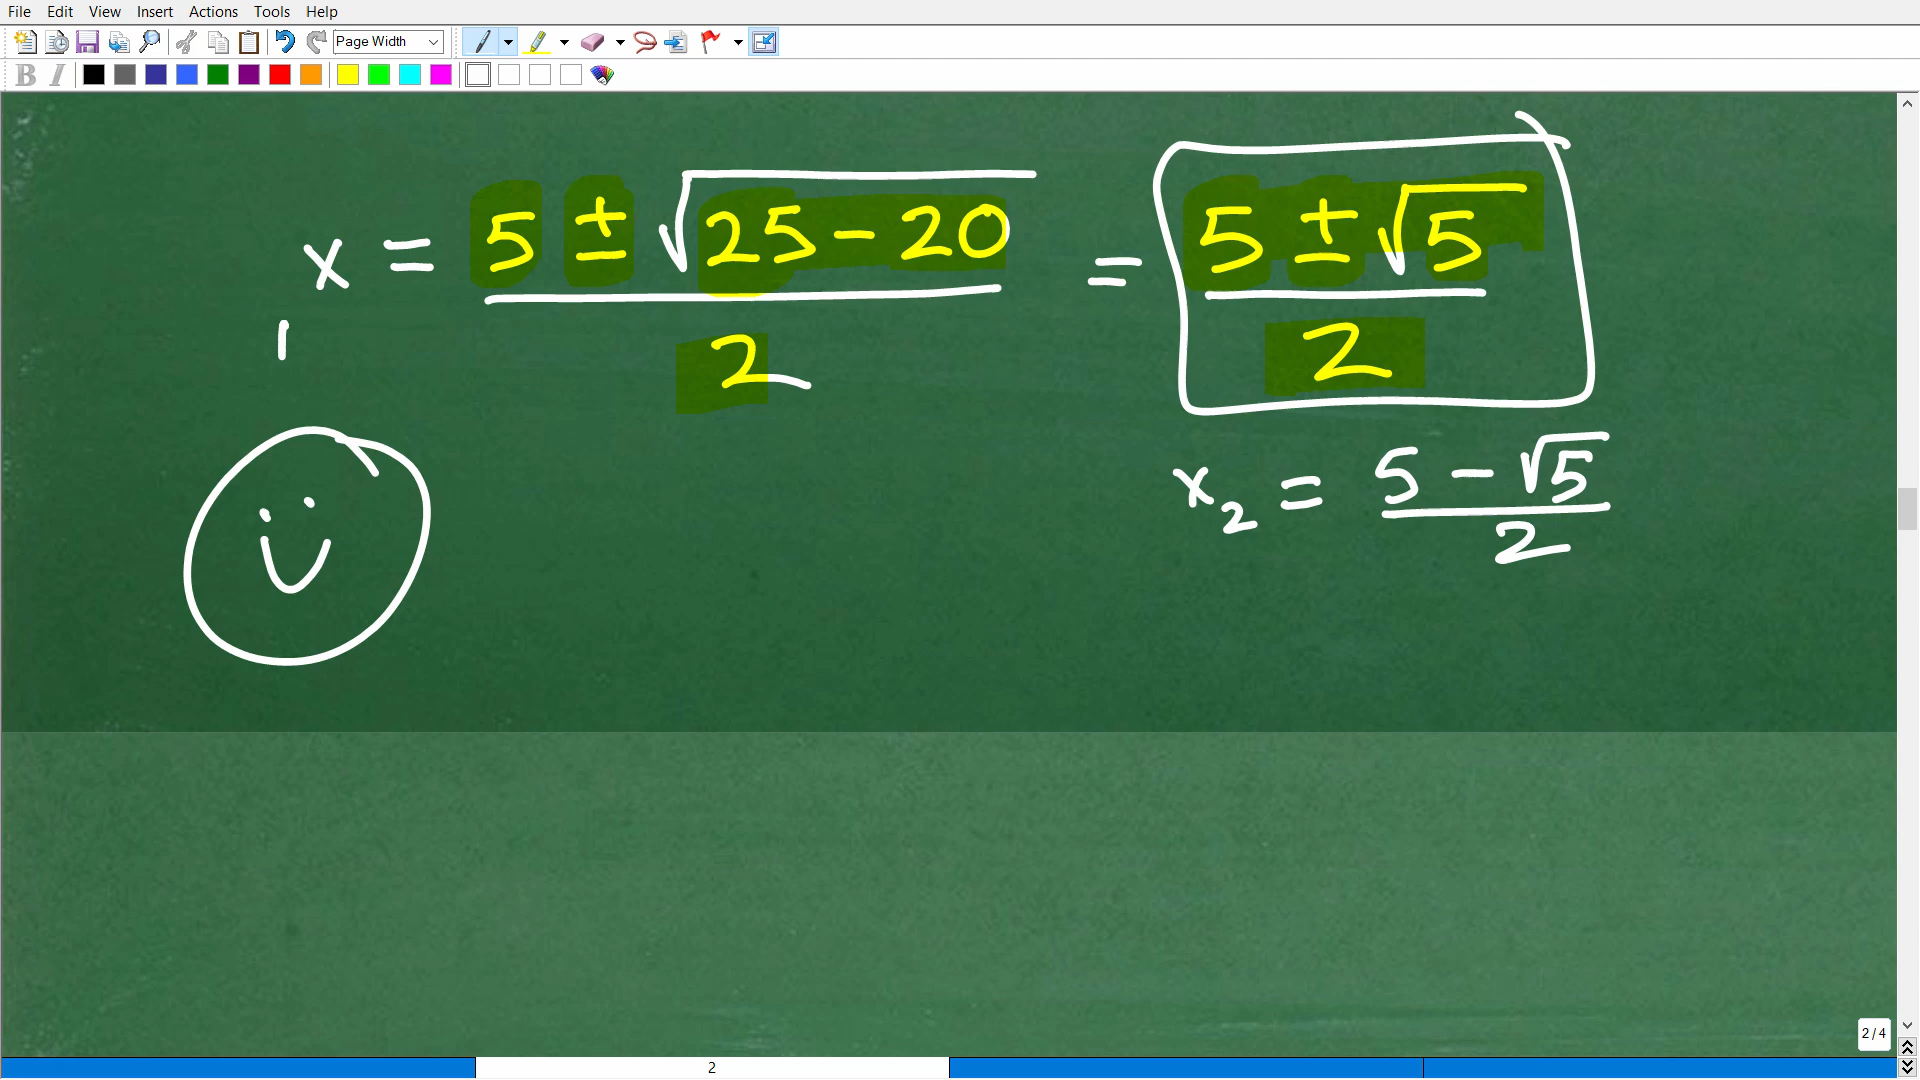 File Edit View Insert Actions Tools Help
Page Width
B I
x = 5 ± √25 - 20 / 2 = 5 ± √5 / 2
x₂ = 5 - √5 / 2
2 / 4
2